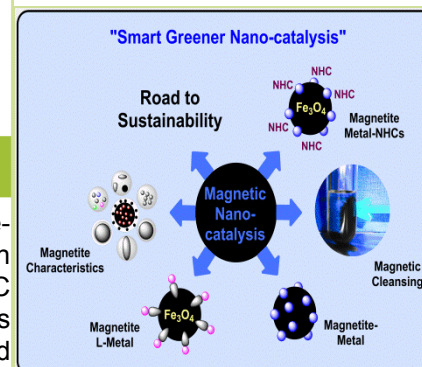 "Smart Greener Nano-catalysis"
Road to
Sustainability
NHC
NHC
NHC
NHC
NHC
NHC
Fe3O4
Magnetite
Metal-NHCs
Magnetic
Nano-
catalysis
Magnetite
Characteristics
Magnetic
Cleansing
Magnetite
L-Metal
Fe3O4
Magnetite-
Metal
e-
n
C
s
d